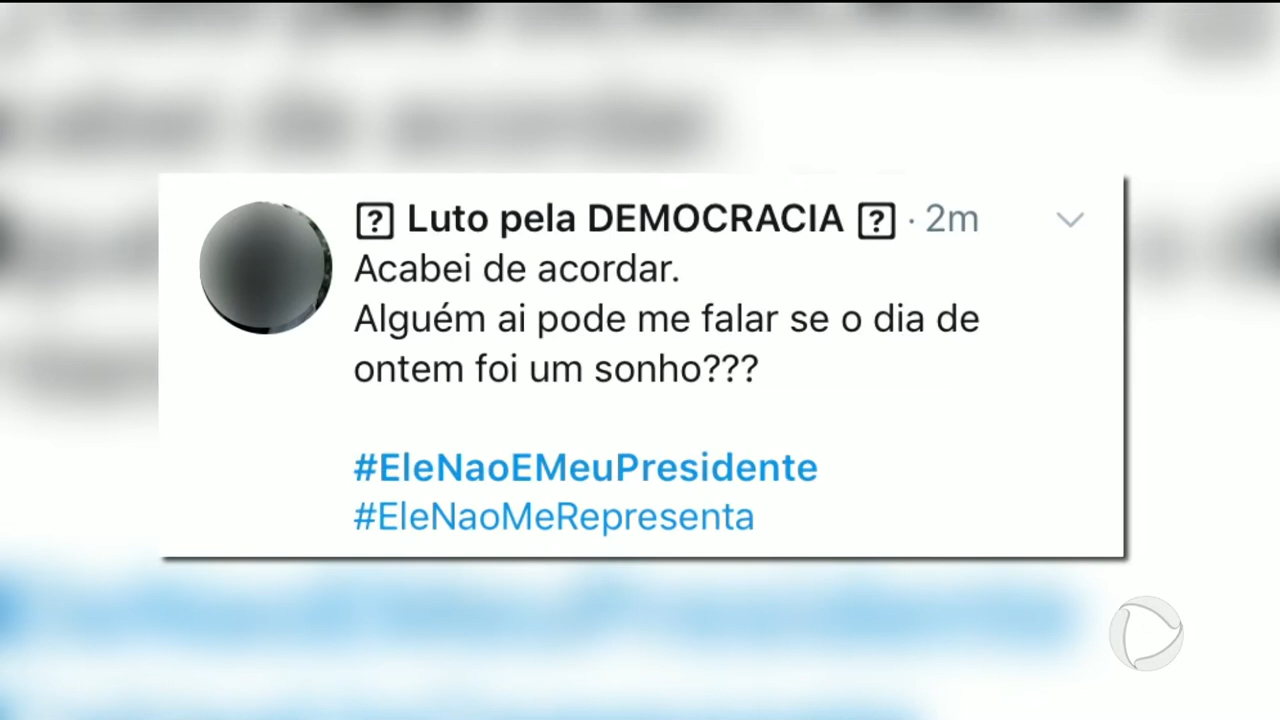 ⍰ Luto pela DEMOCRACIA ⍰ · 2m
Acabei de acordar.
Alguém ai pode me falar se o dia de
ontem foi um sonho???
#EleNaoEMeuPresidente
#EleNaoMeRepresenta